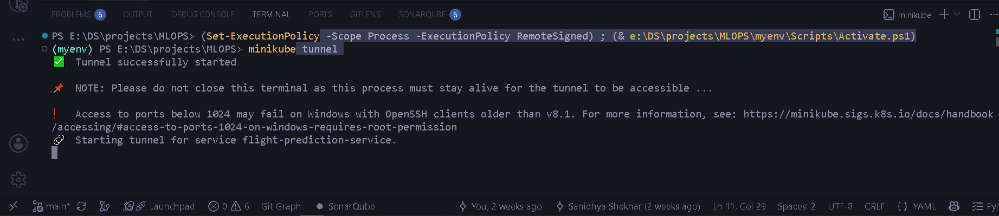 PROBLEMS 6 OUTPUT DEBUG CONSOLE TERMINAL PORTS GITLENS SONARQUBE 6 minikube
PS E:\DS\projects\MLOPS> (Set-ExecutionPolicy -Scope Process -ExecutionPolicy RemoteSigned) ; (& e:\DS\projects\MLOPS\myenv\Scripts\Activate.ps1)
(myenv) PS E:\DS\projects\MLOPS> minikube tunnel
✅ Tunnel successfully started
📌 NOTE: Please do not close this terminal as this process must stay alive for the tunnel to be accessible ...
❗ Access to ports below 1024 may fail on Windows with OpenSSH clients older than v8.1. For more information, see: https://minikube.sigs.k8s.io/docs/handbook
/accessing/#access-to-ports-1024-on-windows-requires-root-permission
🔗 Starting tunnel for service flight-prediction-service.
main* Launchpad 0 6 Git Graph SonarQube You, 2 weeks ago Sanidhya Shekhar (2 weeks ago) Ln 11, Col 29 Spaces: 2 UTF-8 CRLF {} YAML Pyl